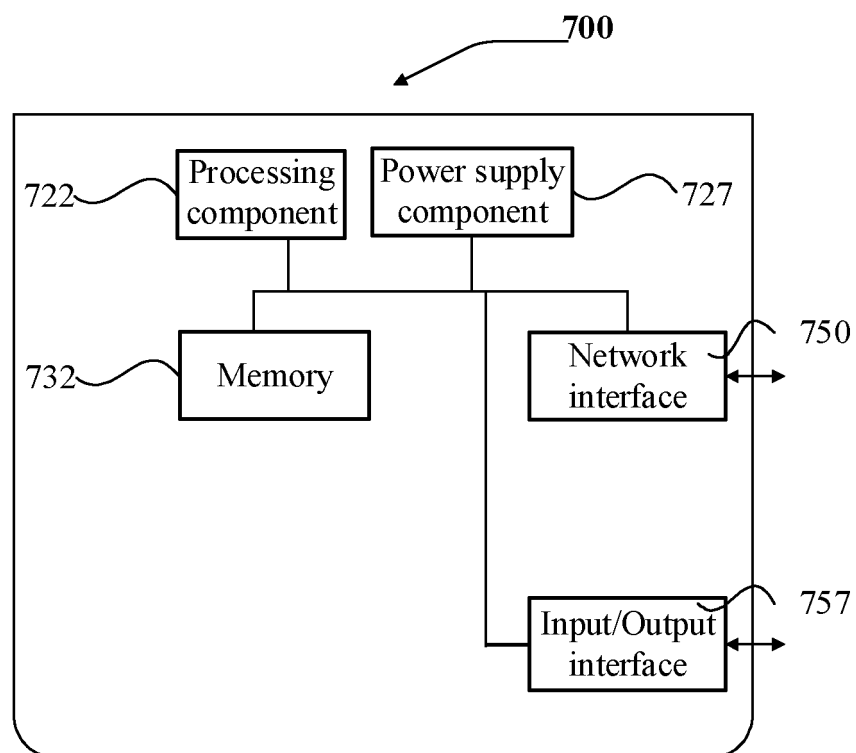 700
Processing
component
Power supply
component
722
727
Memory
732
Network
interface
750
Input/Output
interface
757